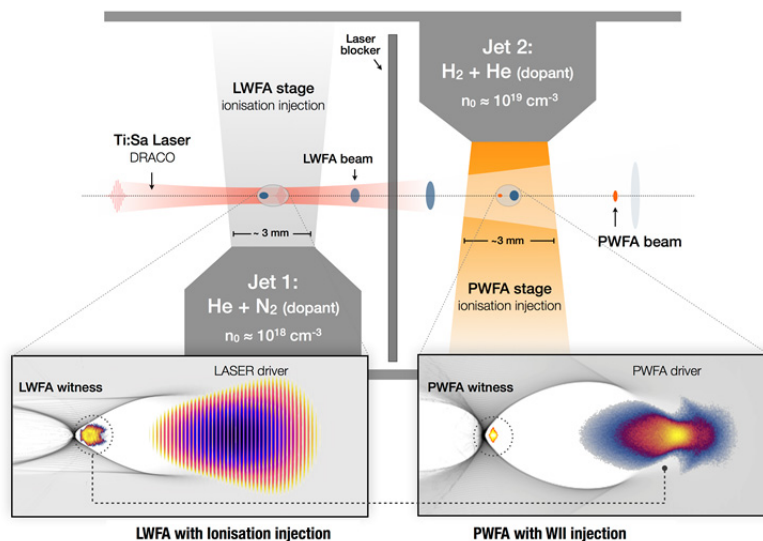 Laser
blocker
Jet 2:
H₂ + He (dopant)
n₀ ≈ 10¹⁹ cm⁻³
LWFA stage
ionisation injection
Ti:Sa Laser
DRACO
LWFA beam
~ 3 mm
~ 3 mm
PWFA beam
Jet 1:
He + N₂ (dopant)
n₀ ≈ 10¹⁸ cm⁻³
PWFA stage
ionisation injection
LWFA witness
LASER driver
PWFA witness
PWFA driver
LWFA with Ionisation injection
PWFA with WII injection